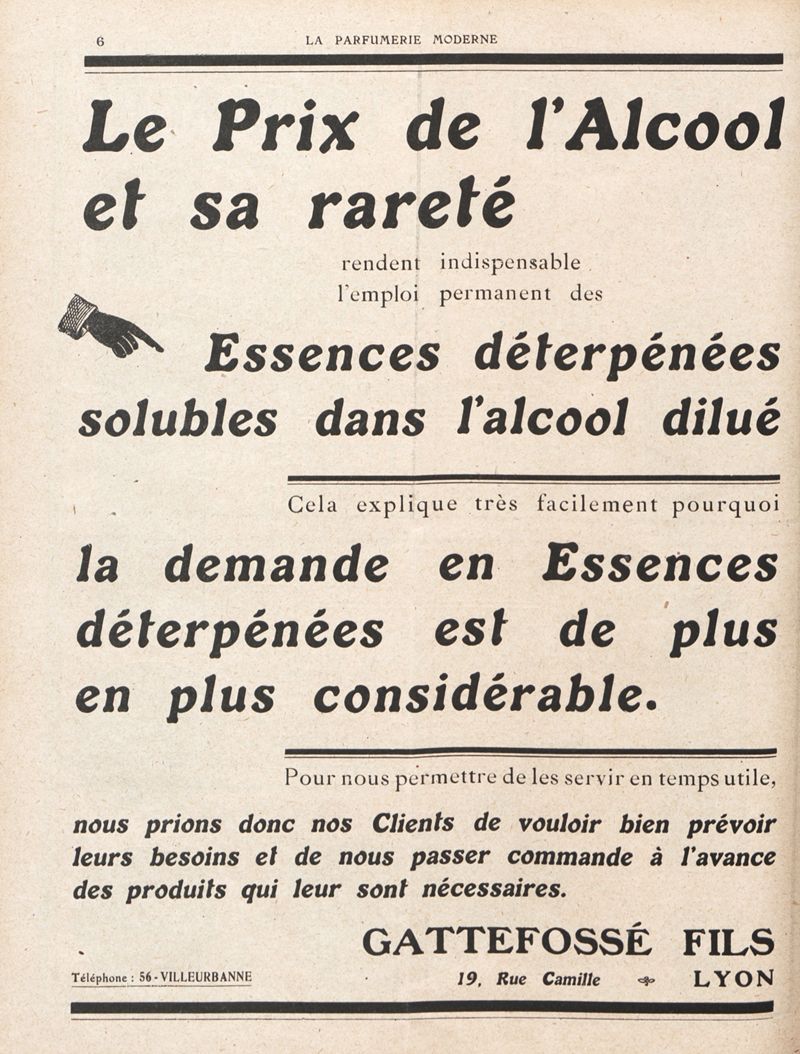 6
LA PARFUMERIE MODERNE
Le Prix de l'Alcool
et sa rareté
rendent indispensable
l'emploi permanent des
Essences déterpénées
solubles dans l'alcool dilué
Cela explique très facilement pourquoi
la demande en Essences
déterpénées est de plus
en plus considérable.
Pour nous permettre de les servir en temps utile,
nous prions donc nos Clients de vouloir bien prévoir
leurs besoins et de nous passer commande à l'avance
des produits qui leur sont nécessaires.
GATTEFOSSÉ FILS
Téléphone : 56-VILLEURBANNE
19, Rue Camille LYON